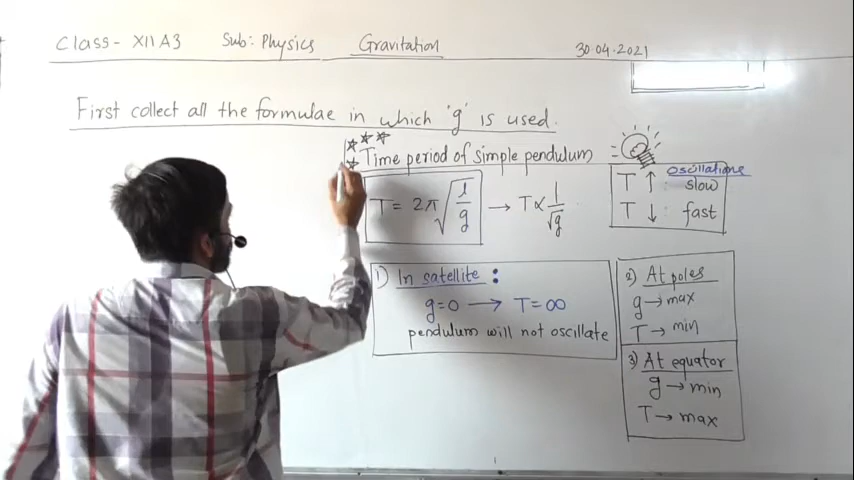 Class- XII A3 Sub: Physics Gravitation 30.04.2021
First collect all the formulae in which 'g' is used.
Time period of simple pendulum
T = 2π√(l/g) → T ∝ 1/√g
T ↑ oscillations slow
T ↓ : fast
1) In satellite :
g=0 → T=∞
pendulum will not oscillate
2) At poles
g → max
T → min
3) At equator
g → min
T → max